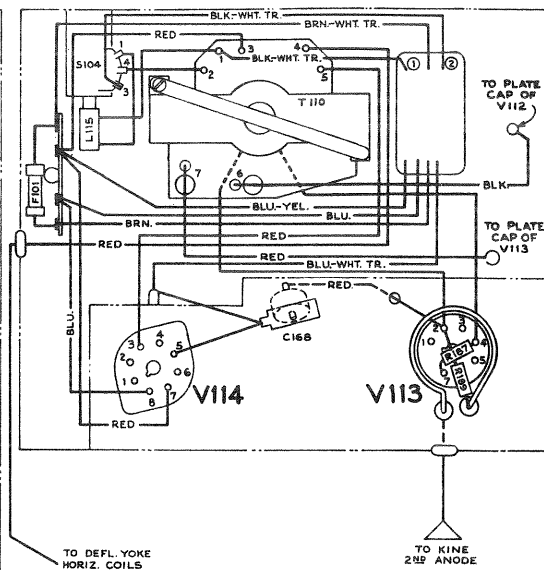 BLK-WHT. TR.
BRN-WHT. TR.
RED
1
3
4
1
S104
4
3
BLK-WHT. TR.
1
2
2
5
TO PLATE
CAP OF
V112
L115
T110
F101
7
6
BLK
BLU-YEL.
BLU.
BRN.
RED
RED
RED
TO PLATE
CAP OF
V113
BLU-WHT. TR.
RED
BLU.
C168
3
4
5
2
1
6
8
7
V114
RED
2
3
1
4
R187
5
7
R189
V113
TO DEFL. YOKE
HORIZ. COILS
TO KINE
2ND ANODE